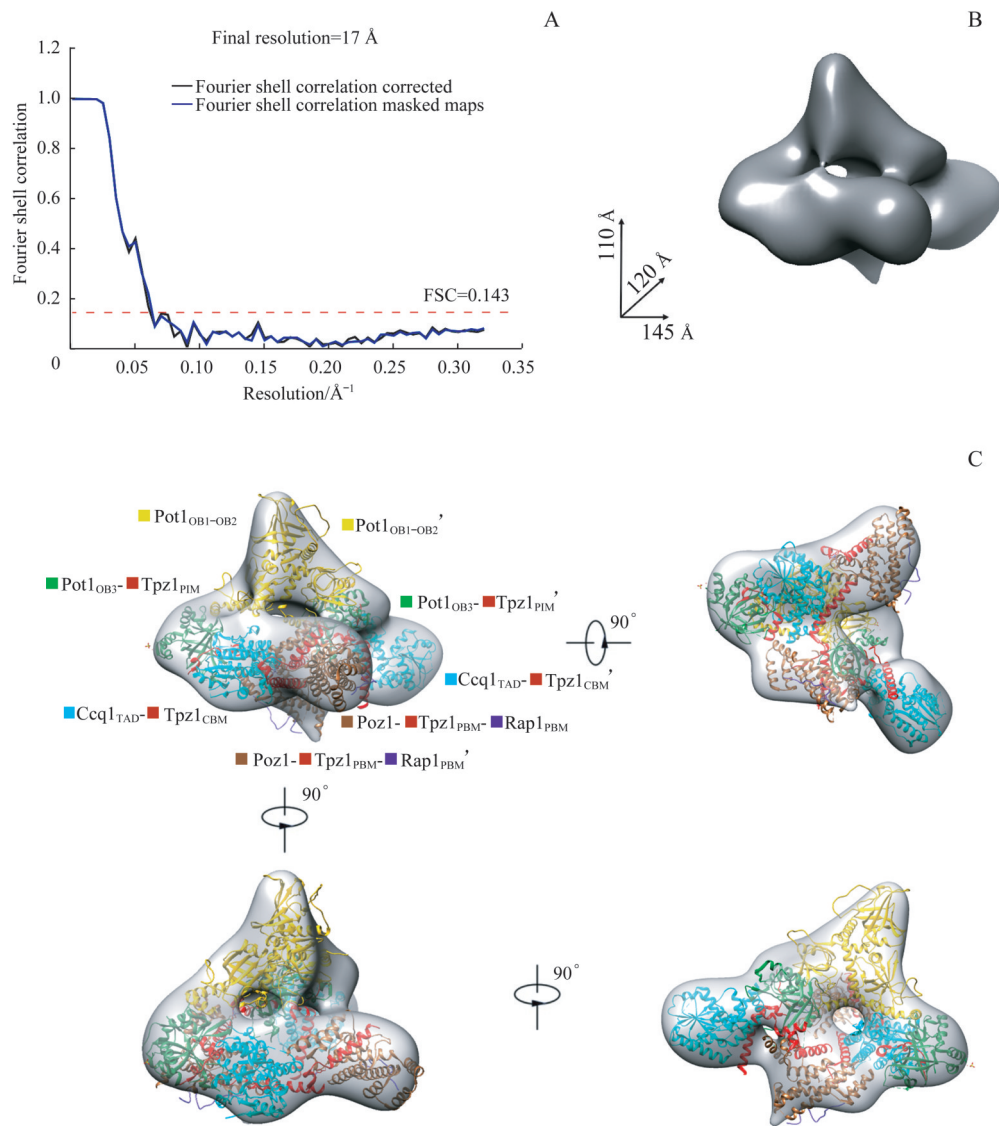 A
Final resolution=17 Å
1.2
1.0
0.8
0.6
0.4
0.2
0
Fourier shell correlation
Fourier shell correlation corrected
Fourier shell correlation masked maps
FSC=0.143
0.05 0.10 0.15 0.20 0.25 0.30 0.35
Resolution/Å⁻¹
B
110 Å
120 Å
145 Å
C
Pot1OB1-OB2
Pot1OB1-OB2'
Pot1OB3- Tpz1PIM
Pot1OB3- Tpz1PIM'
90°
Ccq1TAD- Tpz1CBM'
Ccq1TAD- Tpz1CBM
Poz1- Tpz1PBM- Rap1PBM
Poz1- Tpz1PBM- Rap1PBM'
90°
90°